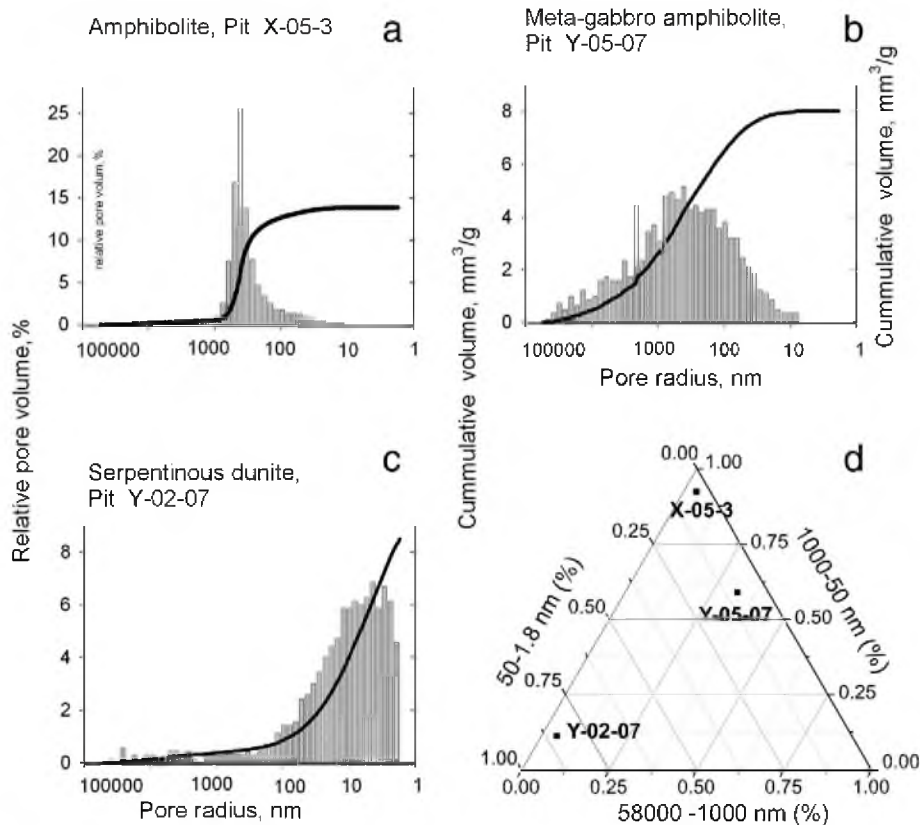 Amphibolite, Pit X-05-3
a
25
20
15
10
5
0
relative pore volum,%
100000 1000 100 10 1
Meta-gabbro amphibolite,
Pit Y-05-07
b
8
6
4
2
0
100000 1000 100 10 1
Pore radius, nm
Cummulative volume, mm³/g
Cummulative volume, mm³/g
Relative pore volume,%
Serpentinous dunite,
Pit Y-02-07
c
8
6
4
2
0
100000 1000 100 10 1
Pore radius, nm
d
0.00 1.00
X-05-3
0.25 0.75
Y-05-07
0.50 0.50
0.75 0.25
Y-02-07
1.00 0.00
0.00 0.25 0.50 0.75 1.00
50-1.8 nm (%)
1000-50 nm (%)
58000 -1000 nm (%)